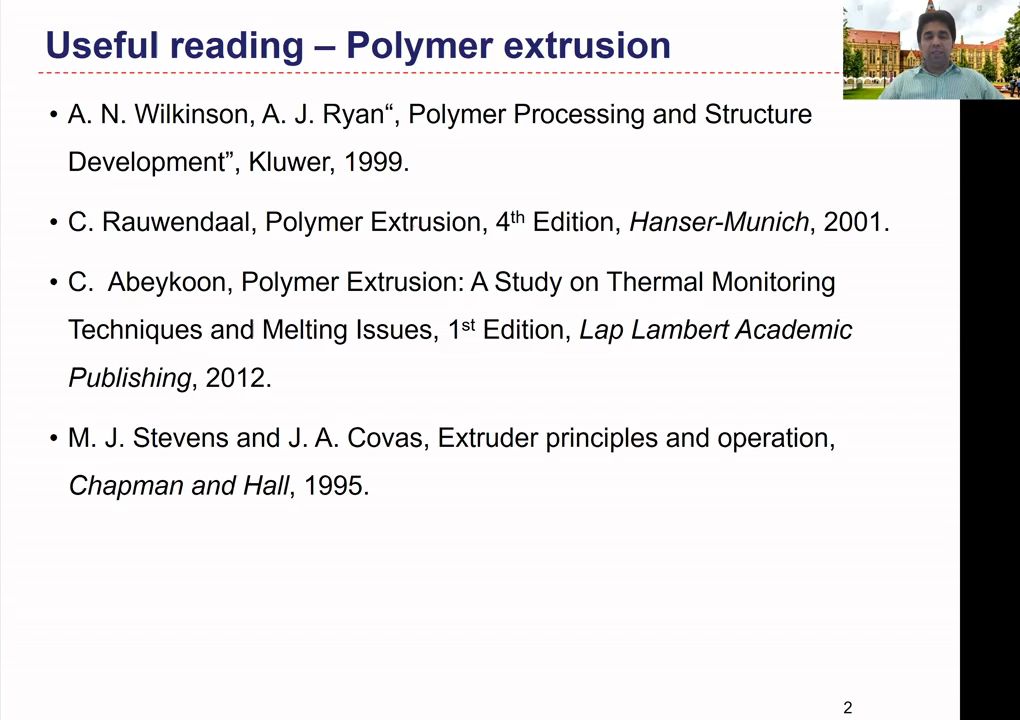 Useful reading – Polymer extrusion
• A. N. Wilkinson, A. J. Ryan“, Polymer Processing and Structure
Development”, Kluwer, 1999.
• C. Rauwendaal, Polymer Extrusion, 4th Edition, Hanser-Munich, 2001.
• C. Abeykoon, Polymer Extrusion: A Study on Thermal Monitoring
Techniques and Melting Issues, 1st Edition, Lap Lambert Academic
Publishing, 2012.
• M. J. Stevens and J. A. Covas, Extruder principles and operation,
Chapman and Hall, 1995.
2